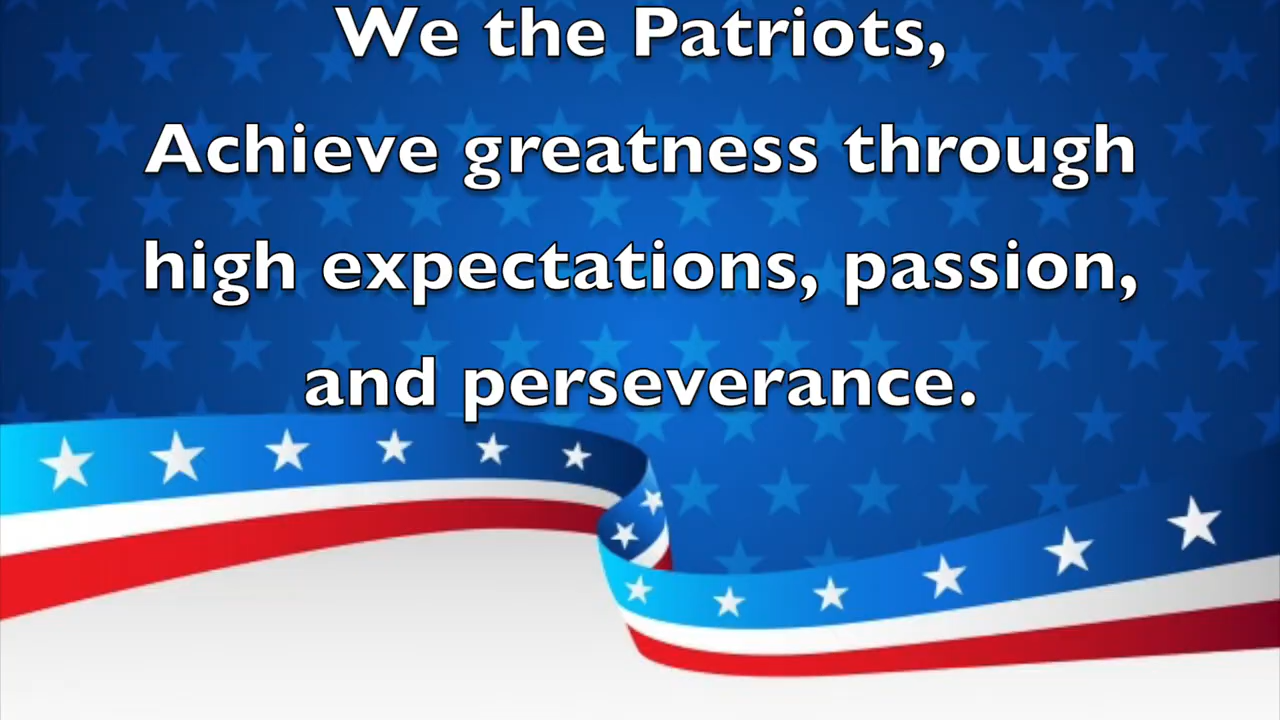 We the Patriots,
Achieve greatness through
high expectations, passion,
and perseverance.